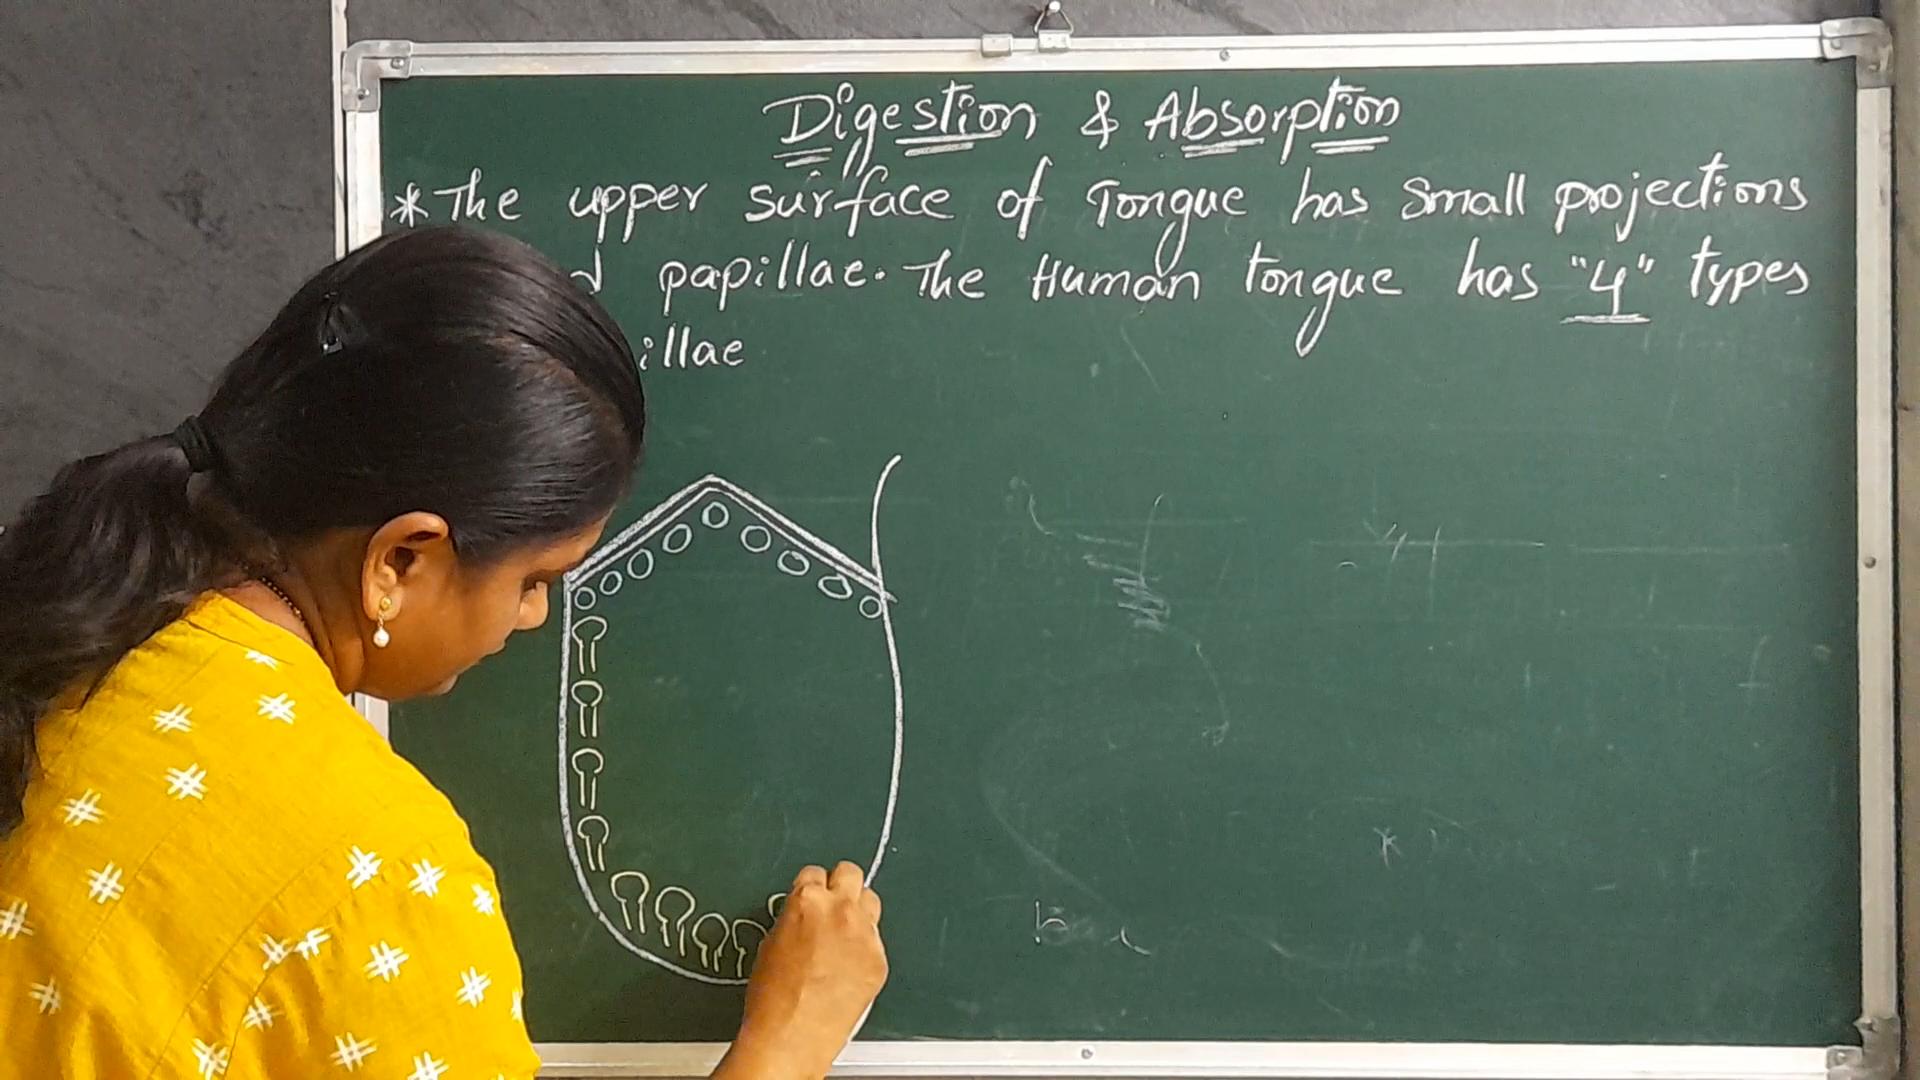 Digestion & Absorption
* The upper surface of Tongue has small projections
papillae. The Human tongue has "4" types
illae